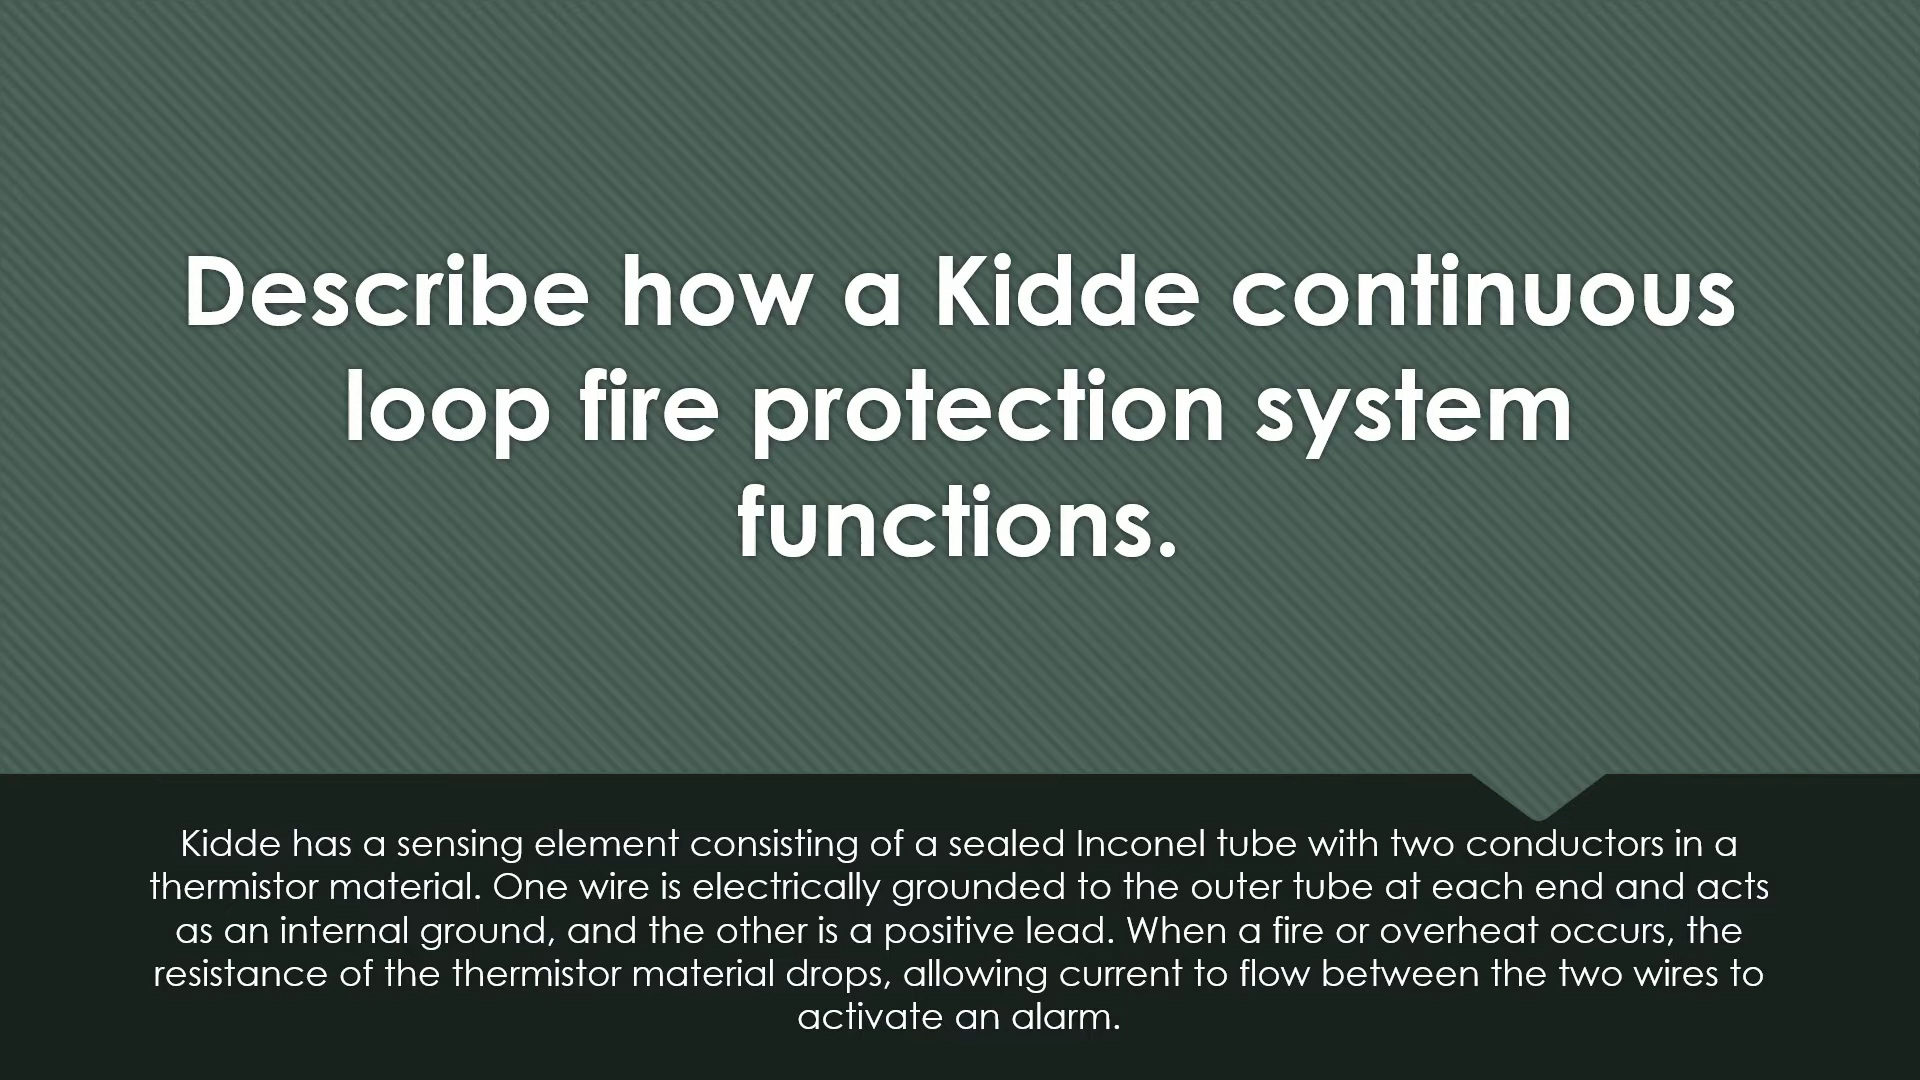 Describe how a Kidde continuous
loop fire protection system
functions.
Kidde has a sensing element consisting of a sealed Inconel tube with two conductors in a
thermistor material. One wire is electrically grounded to the outer tube at each end and acts
as an internal ground, and the other is a positive lead. When a fire or overheat occurs, the
resistance of the thermistor material drops, allowing current to flow between the two wires to
activate an alarm.